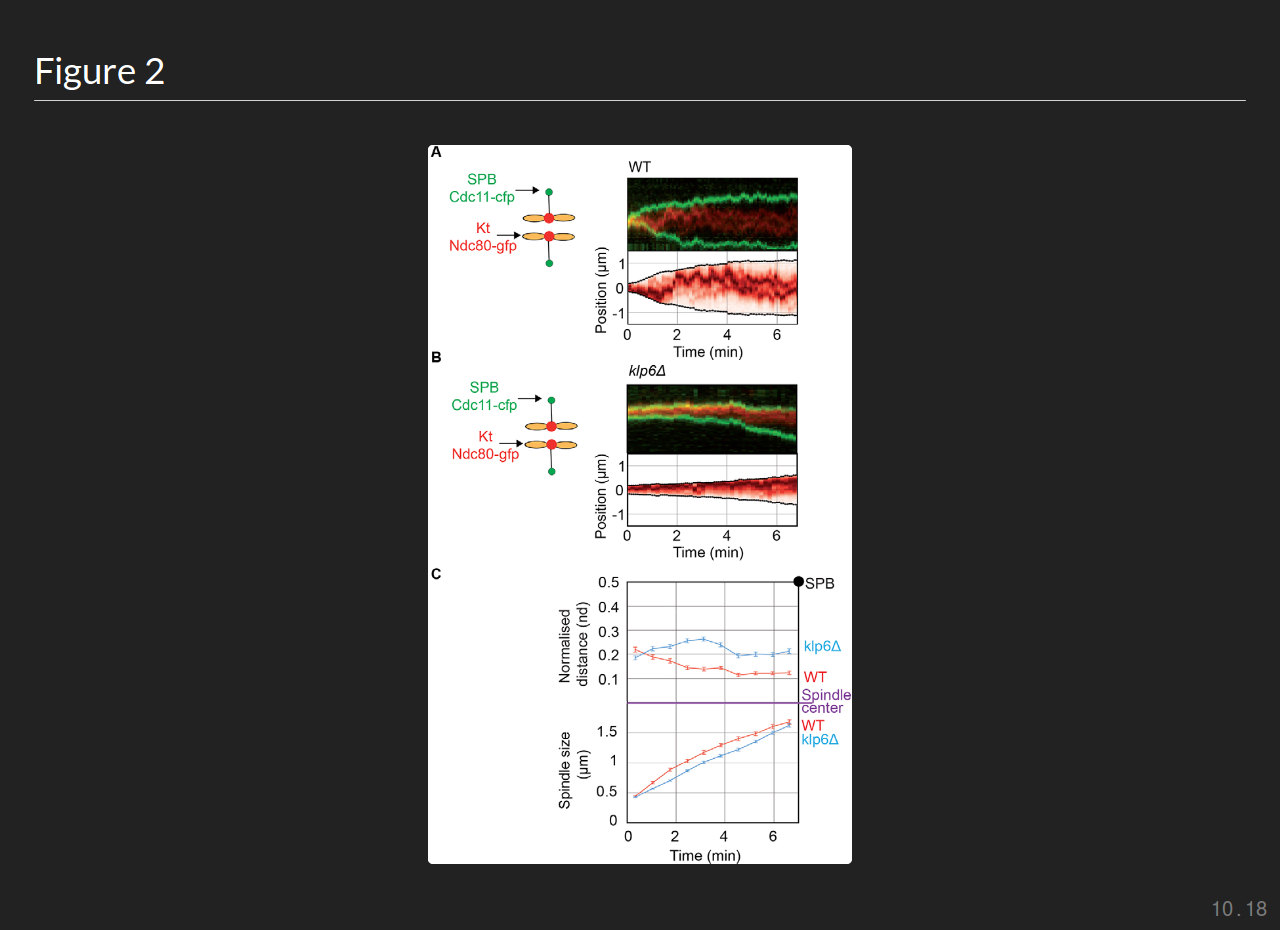 Figure 2
A
SPB
Cdc11-cfp
Kt
Ndc80-gfp
WT
Position (μm)
1
0
-1
0 2 4 6
Time (min)
B
SPB
Cdc11-cfp
Kt
Ndc80-gfp
klp6Δ
Position (μm)
1
0
-1
0 2 4 6
Time (min)
C
Normalised
distance (nd)
0.5
0.4
0.3
0.2
0.1
SPB
klp6Δ
WT
Spindle
center
WT
klp6Δ
Spindle size
(μm)
1.5
1
0.5
0
0 2 4 6
Time (min)
10.18